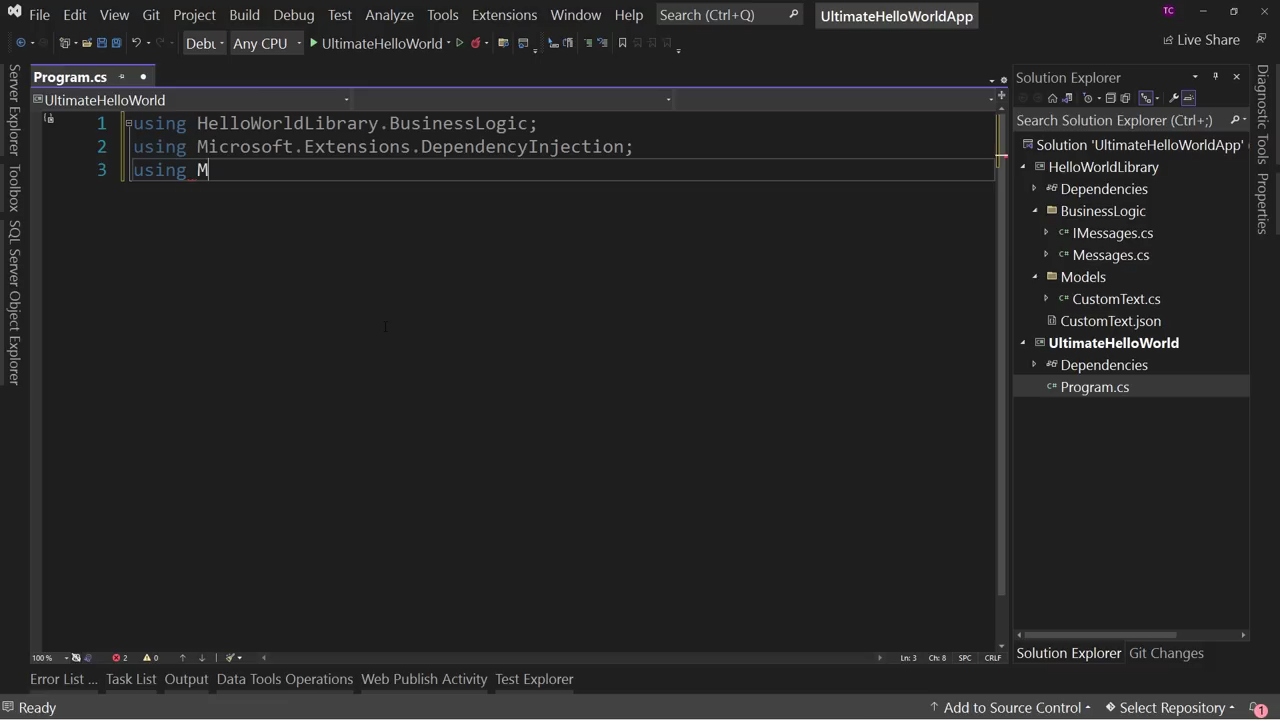 File Edit View Git Project Build Debug Test Analyze Tools Extensions Window Help Search (Ctrl+Q) UltimateHelloWorldApp TC
Debu Any CPU UltimateHelloWorld Live Share
Server Explorer
Toolbox
SQL Server Object Explorer
Program.cs
UltimateHelloWorld
1 using HelloWorldLibrary.BusinessLogic;
2 using Microsoft.Extensions.DependencyInjection;
3 using M
100 % 2 0 Ln: 3 Ch: 8 SPC CRLF
Solution Explorer
Search Solution Explorer (Ctrl+;)
Solution 'UltimateHelloWorldApp'
HelloWorldLibrary
Dependencies
BusinessLogic
C# IMessages.cs
C# Messages.cs
Models
C# CustomText.cs
CustomText.json
UltimateHelloWorld
Dependencies
C# Program.cs
Solution Explorer Git Changes
Diagnostic Tools
Properties
Error List ... Task List Output Data Tools Operations Web Publish Activity Test Explorer
Ready Add to Source Control Select Repository 1